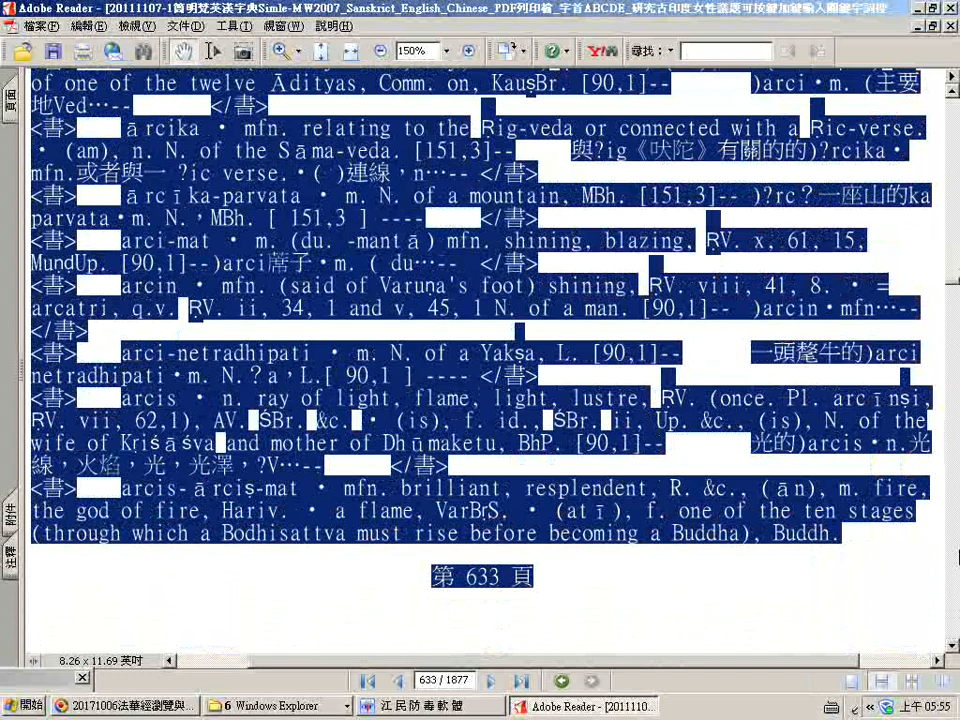 Adobe Reader - [20111107-1簡明梵英漢字典Simle-MW2007_Sanskrict_English_Chinese_PDF列印檔_字首ABCDE_研究古印度女性議題可按
檔案(F) 編輯(E) 檢視(V) 文件(D) 工具(T) 視窗(W) 說明(H)
150% Y! 尋找：
of one of the twelve Ādityas, Comm. on, KauṣBr. [90,1]-- )arci‧m. (主要
地Ved…-- </書>
<書> ārcika ‧ mfn. relating to the Rig-veda or connected with a Ric-verse.
‧ (am), n. N. of the Sāma-veda. [151,3]-- 與?ig《吠陀》有關的的)?rcika‧
mfn.或者與一 ?ic verse.‧( )連線，n…-- </書>
<書> ārcīka-parvata ‧ m. N. of a mountain, MBh. [151,3]-- )?rc？一座山的ka
parvata‧m. N.，MBh. [ 151,3 ] ---- </書>
<書> arci-mat ‧ m. (du. -mantā) mfn. shining, blazing, ṚV. x, 61, 15,
MuṇḍUp. [90,1]--)arci蓆子‧m. ( du…-- </書>
<書> arcin ‧ mfn. (said of Varuṇa's foot) shining, ṚV. viii, 41, 8. ‧ =
arcatri, q.v. ṚV. ii, 34, 1 and v, 45, 1 N. of a man. [90,1]-- )arcin‧mfn…--
</書>
<書> arci-netradhipati ‧ m. N. of a Yakṣa, L. [90,1]-- 一頭氂牛的)arci
netradhipati‧m. N.？a，L.[ 90,1 ] ---- </書>
<書> arcis ‧ n. ray of light, flame, light, lustre, ṚV. (once. Pl. arcīnṣi,
ṚV. vii, 62,1), AV. ŚBr. &c. ‧ (is), f. id., ŚBr. ii, Up. &c., (is), N. of the
wife of Kṛiśāśva and mother of Dhūmaketu, BhP. [90,1]-- 光的)arcis‧n.光
線，火焰，光，光澤，?V…-- </書>
<書> arcis-ārciṣ-mat ‧ mfn. brilliant, resplendent, R. &c., (ān), m. fire,
the god of fire, Hariv. ‧ a flame, VarBṛS. ‧ (atī), f. one of the ten stages
(through which a Bodhisattva must rise before becoming a Buddha), Buddh.
第 633 頁
頁面
附件
注釋
8.26 x 11.69 英吋
633 / 1877
開始 20171006法華經瀏覽與... 6 Windows Explorer 江民防毒軟體 Adobe Reader - [2011110... 上午 05:55